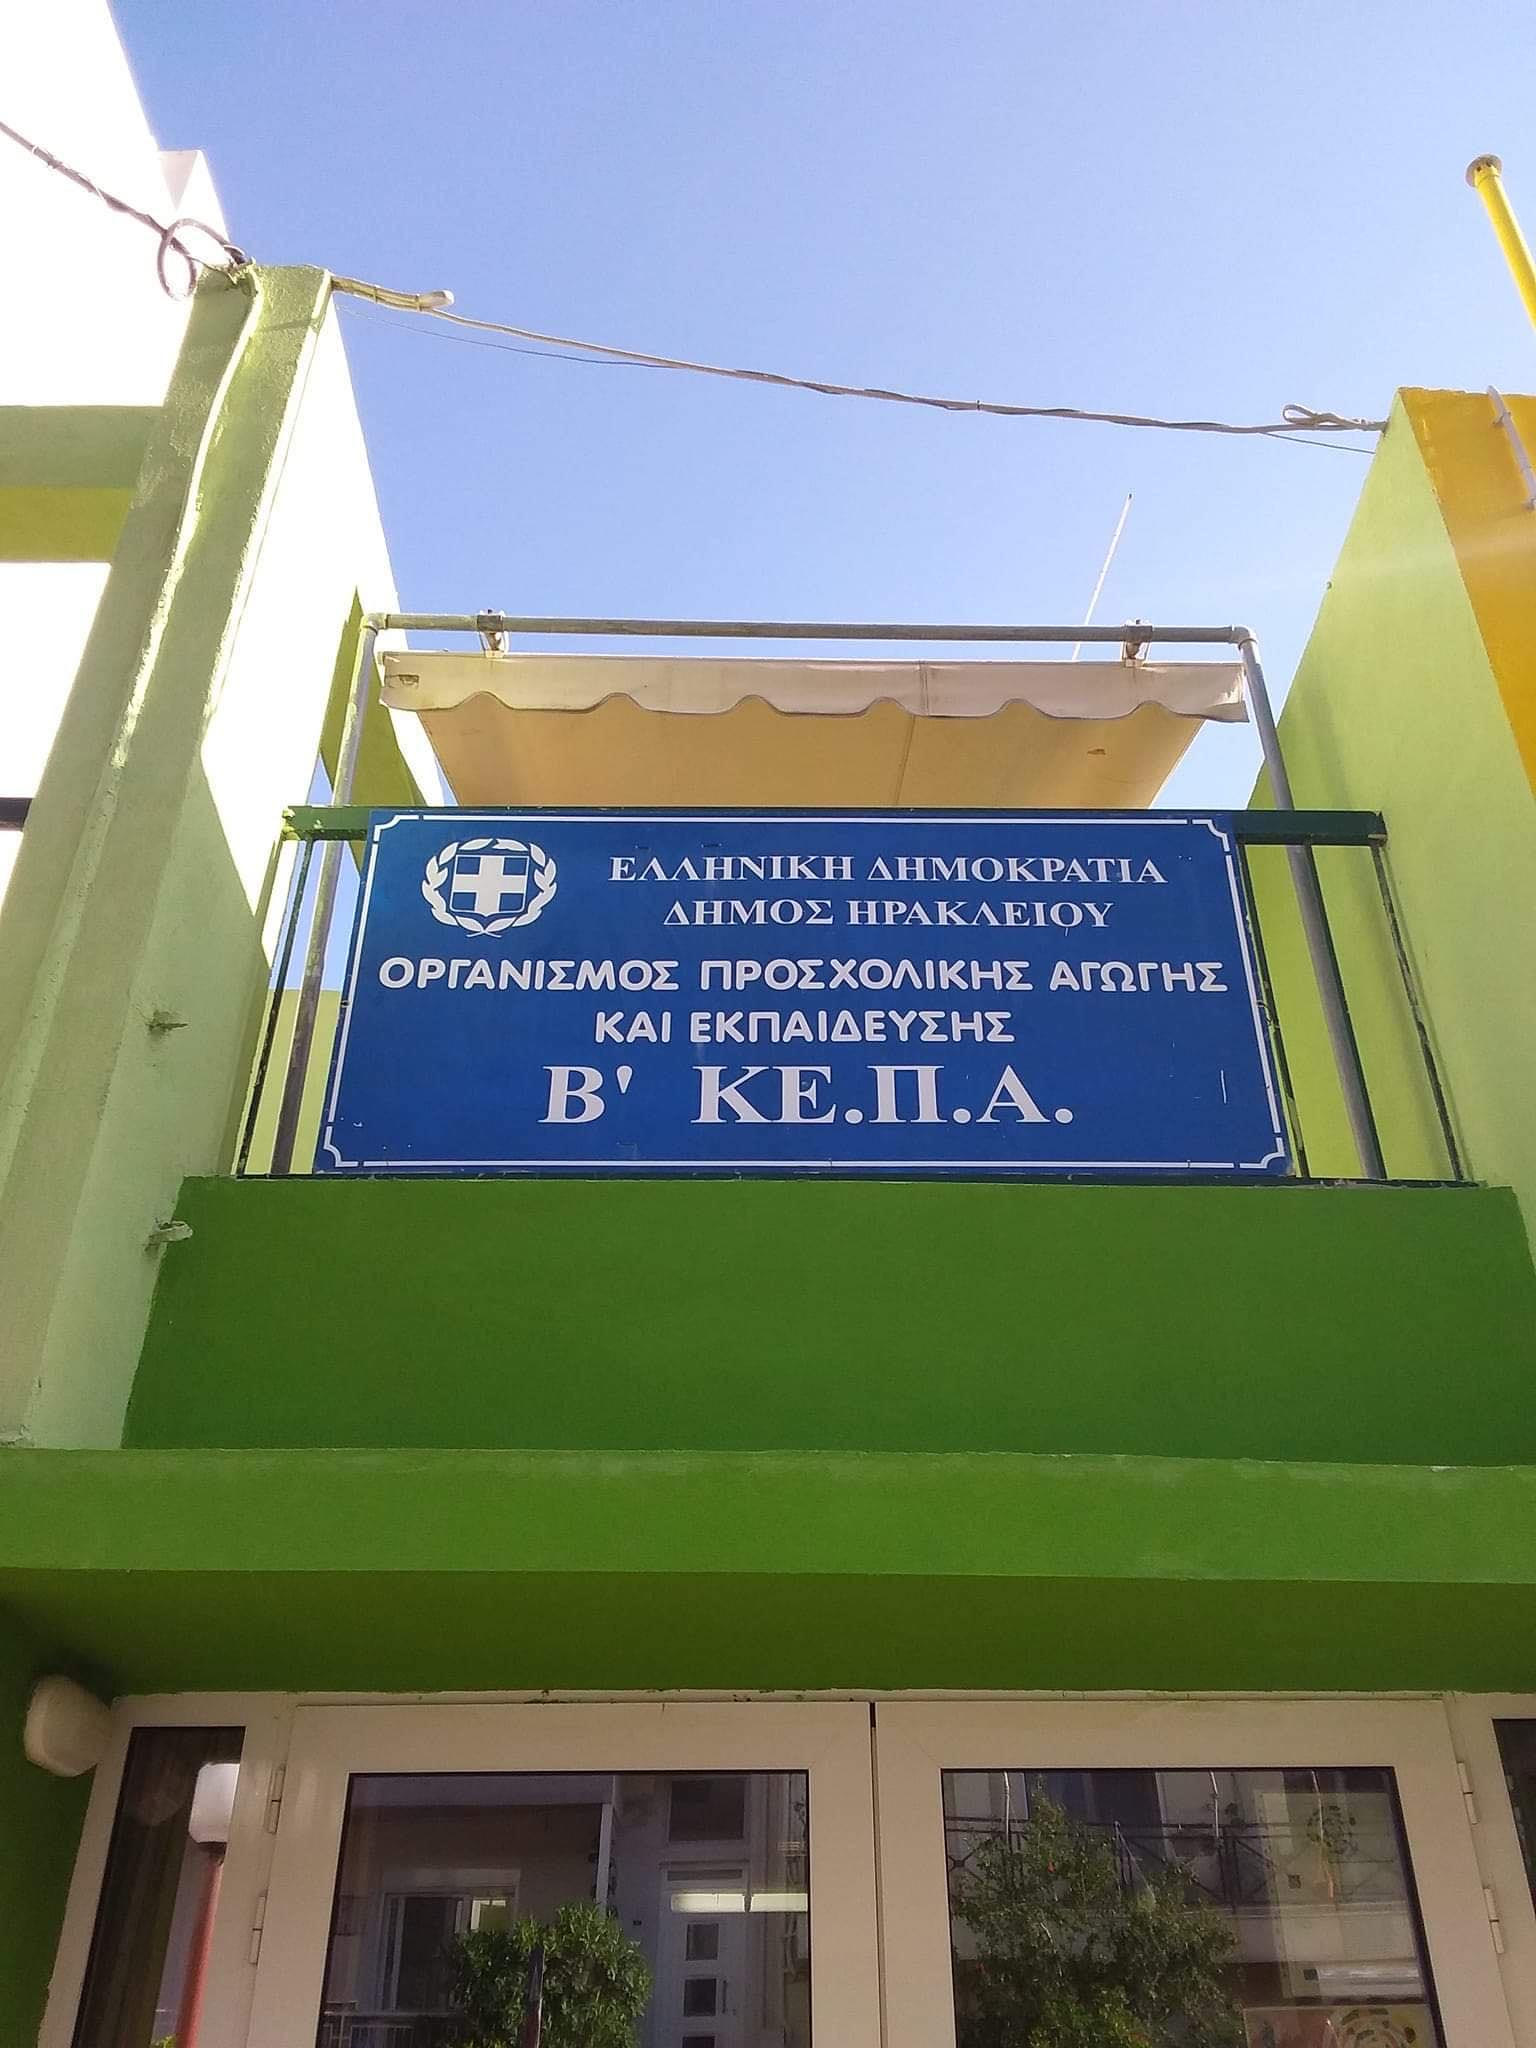 ΕΛΛΗΝΙΚΗ ΔΗΜΟΚΡΑΤΙΑ
ΔΗΜΟΣ ΗΡΑΚΛΕΙΟΥ
ΟΡΓΑΝΙΣΜΟΣ ΠΡΟΣΧΟΛΙΚΗΣ ΑΓΩΓΗΣ
ΚΑΙ ΕΚΠΑΙΔΕΥΣΗΣ
Β' ΚΕ.Π.Α.